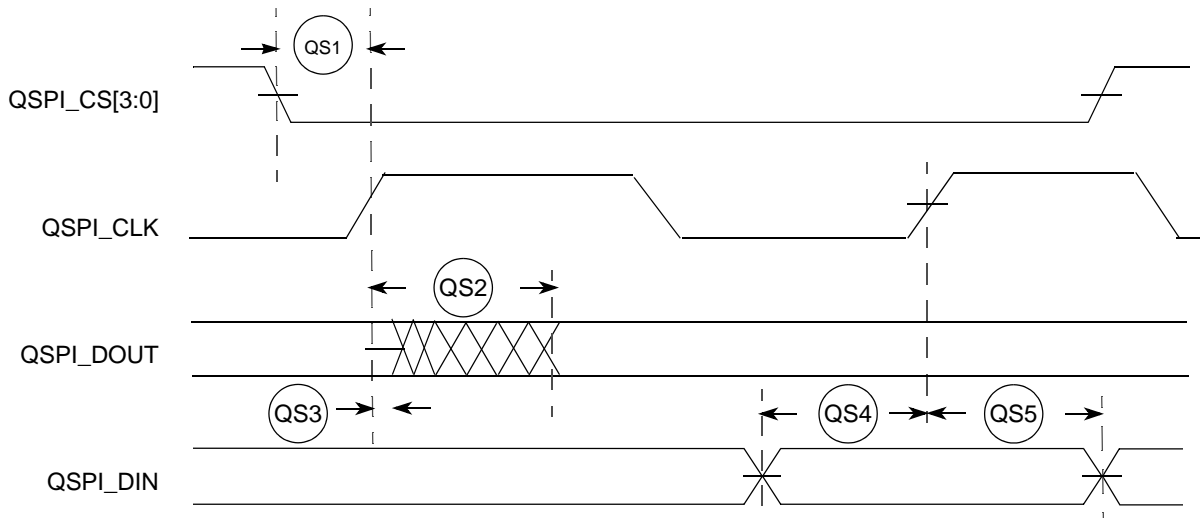 QS1
QSPI_CS[3:0]
QSPI_CLK
QS2
QSPI_DOUT
QS3
QS4
QS5
QSPI_DIN